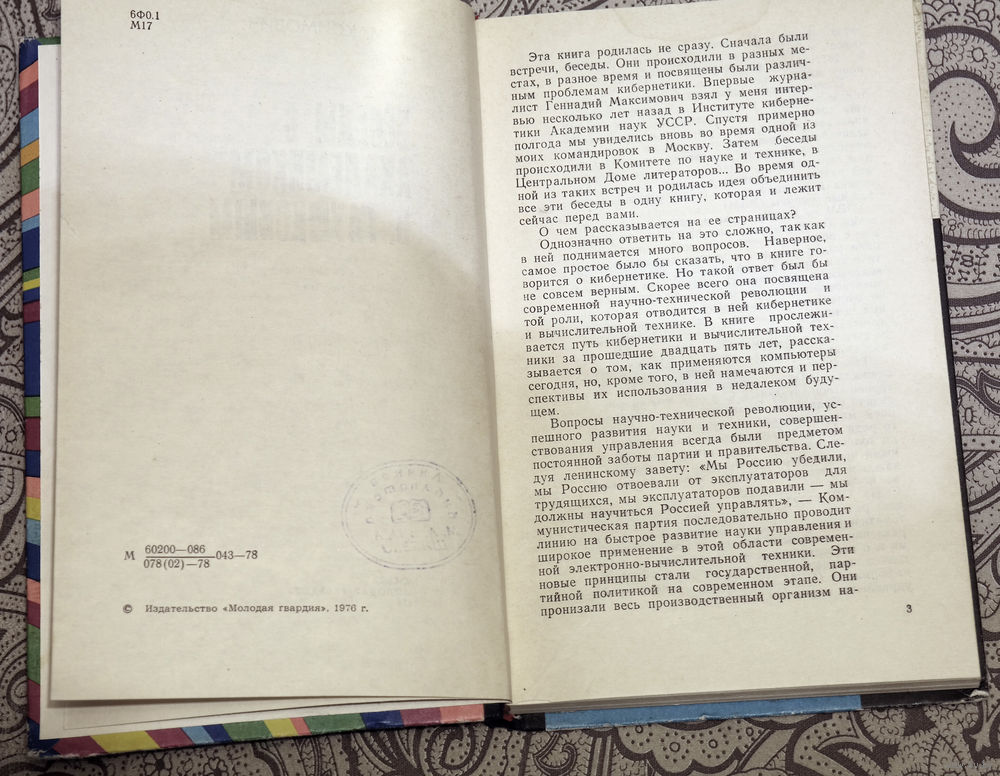 6Ф0.1
М17
М 60200—086 043—78
078(02)—78
© Издательство «Молодая гвардия», 1976 г.
Эта книга родилась не сразу. Сначала были
встречи, беседы. Они происходили в разных ме-
стах, в разное время и посвящены были различ-
ным проблемам кибернетики. Впервые журна-
лист Геннадий Максимович взял у меня интер-
вью несколько лет назад в Институте киберне-
тики Академии наук УССР. Спустя примерно
полгода мы увиделись вновь во время одной из
моих командировок в Москву. Затем беседы
происходили в Комитете по науке и технике, в
Центральном Доме литераторов... Во время од-
ной из таких встреч и родилась идея объединить
все эти беседы в одну книгу, которая и лежит
сейчас перед вами.
О чем рассказывается на ее страницах?
Однозначно ответить на это сложно, так как
в ней поднимается много вопросов. Наверное,
самое простое было бы сказать, что в книге го-
ворится о кибернетике. Но такой ответ был бы
не совсем верным. Скорее всего она посвящена
современной научно-технической революции и
той роли, которая отводится в ней кибернетике
и вычислительной технике. В книге прослежи-
вается путь кибернетики и вычислительной тех-
ники за прошедшие двадцать пять лет, расска-
зывается о том, как применяются компьютеры
сегодня, но, кроме того, в ней намечаются и пер-
спективы их использования в недалеком буду-
щем.
Вопросы научно-технической революции, ус-
пешного развития науки и техники, совершен-
ствования управления всегда были предметом
постоянной заботы партии и правительства. Сле-
дуя ленинскому завету: «Мы Россию убедили,
мы Россию отвоевали от эксплуататоров для
трудящихся, мы эксплуататоров подавили — мы
должны научиться Россией управлять», — Ком-
мунистическая партия последовательно проводит
линию на быстрое развитие науки управления и
широкое применение в этой области современ-
ной электронно-вычислительной техники. Эти
новые принципы стали государственной, пар-
тийной политикой на современном этапе. Они
пронизали весь производственный организм на-
3